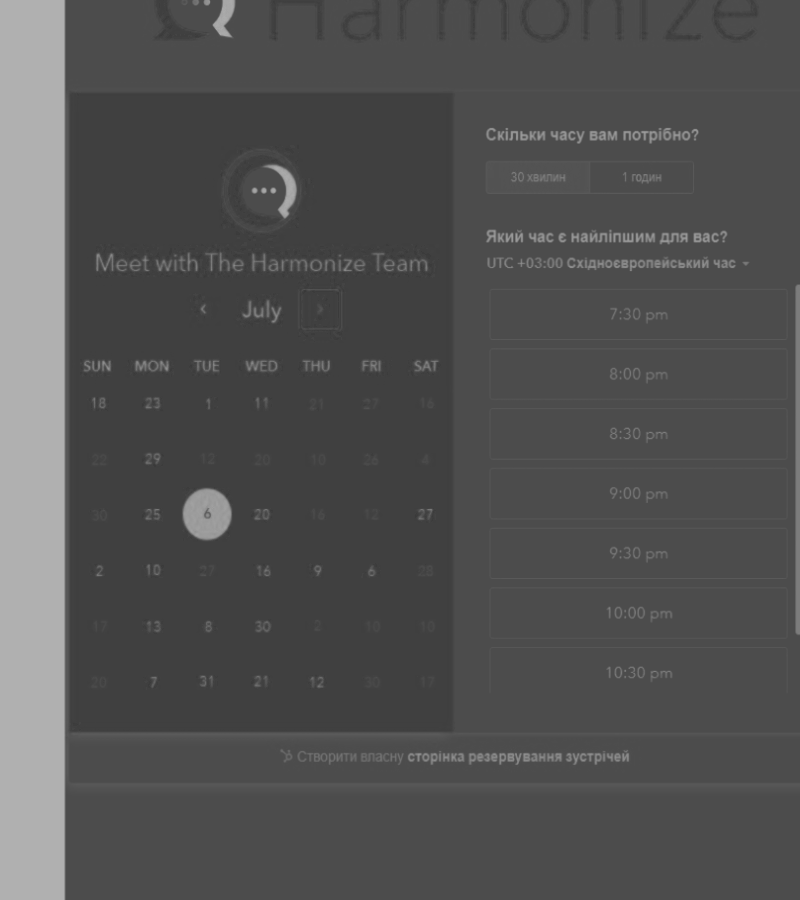 Harmonize
Meet with The Harmonize Team
July
SUN MON TUE WED THU FRI SAT
18 23 1 11 21 27 16
22 29 12 20 10 26 4
30 25 6 20 16 12 27
2 10 27 16 9 6 28
17 13 8 30 2 10 10
20 7 31 21 12 30 17
Скільки часу вам потрібно?
30 хвилин 1 годин
Який час є найліпшим для вас?
UTC +03:00 Східноєвропейський час
7:30 pm
8:00 pm
8:30 pm
9:00 pm
9:30 pm
10:00 pm
10:30 pm
Створити власну сторінка резервування зустрічей